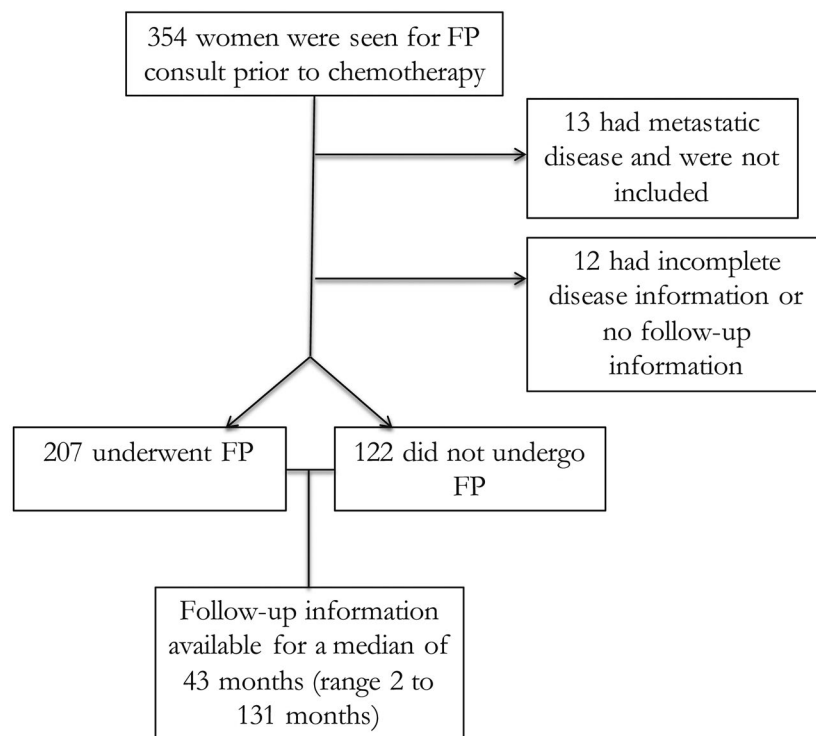 354 women were seen for FP
consult prior to chemotherapy
13 had metastatic
disease and were not
included
12 had incomplete
disease information or
no follow-up
information
207 underwent FP
122 did not undergo
FP
Follow-up information
available for a median of
43 months (range 2 to
131 months)